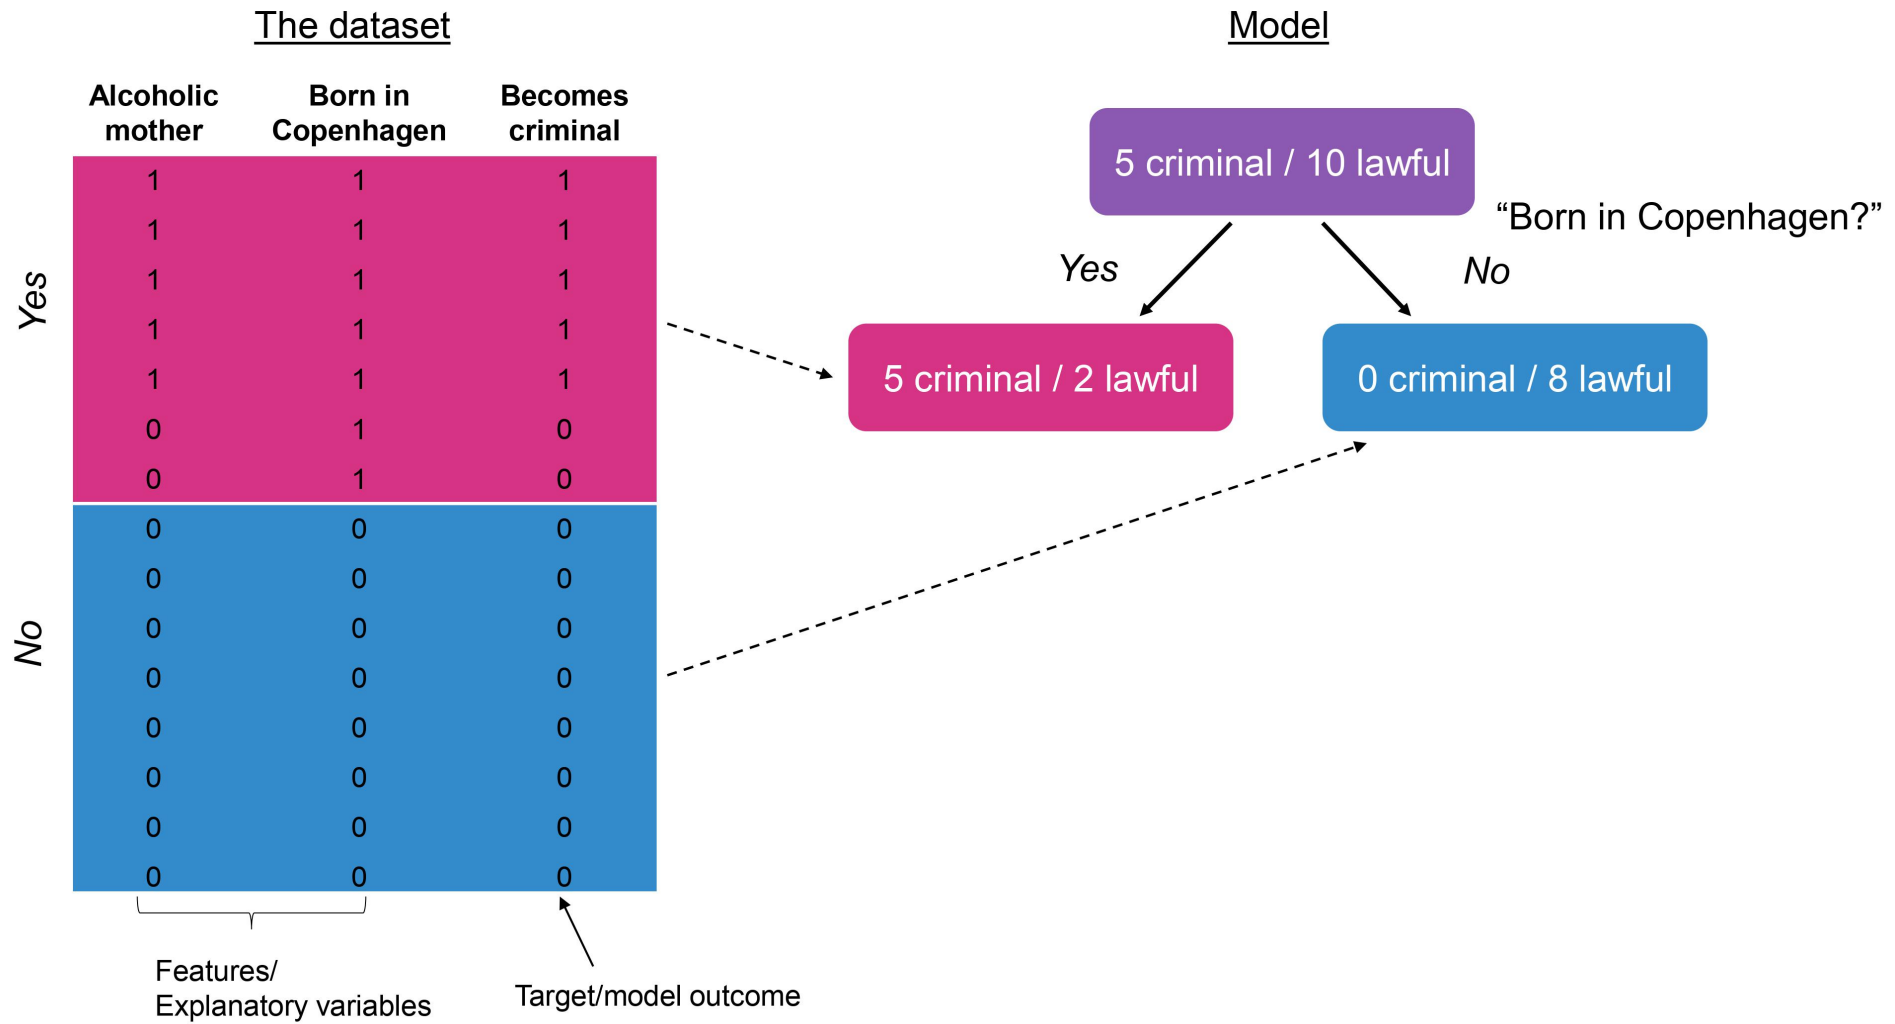 The dataset
Alcoholic mother
Born in Copenhagen
Becomes criminal
1 1 1
1 1 1
1 1 1
1 1 1
1 1 1
0 1 0
0 1 0
0 0 0
0 0 0
0 0 0
0 0 0
0 0 0
0 0 0
0 0 0
0 0 0
Yes
No
Features/
Explanatory variables
Target/model outcome
Model
5 criminal / 10 lawful
“Born in Copenhagen?”
Yes
No
5 criminal / 2 lawful
0 criminal / 8 lawful